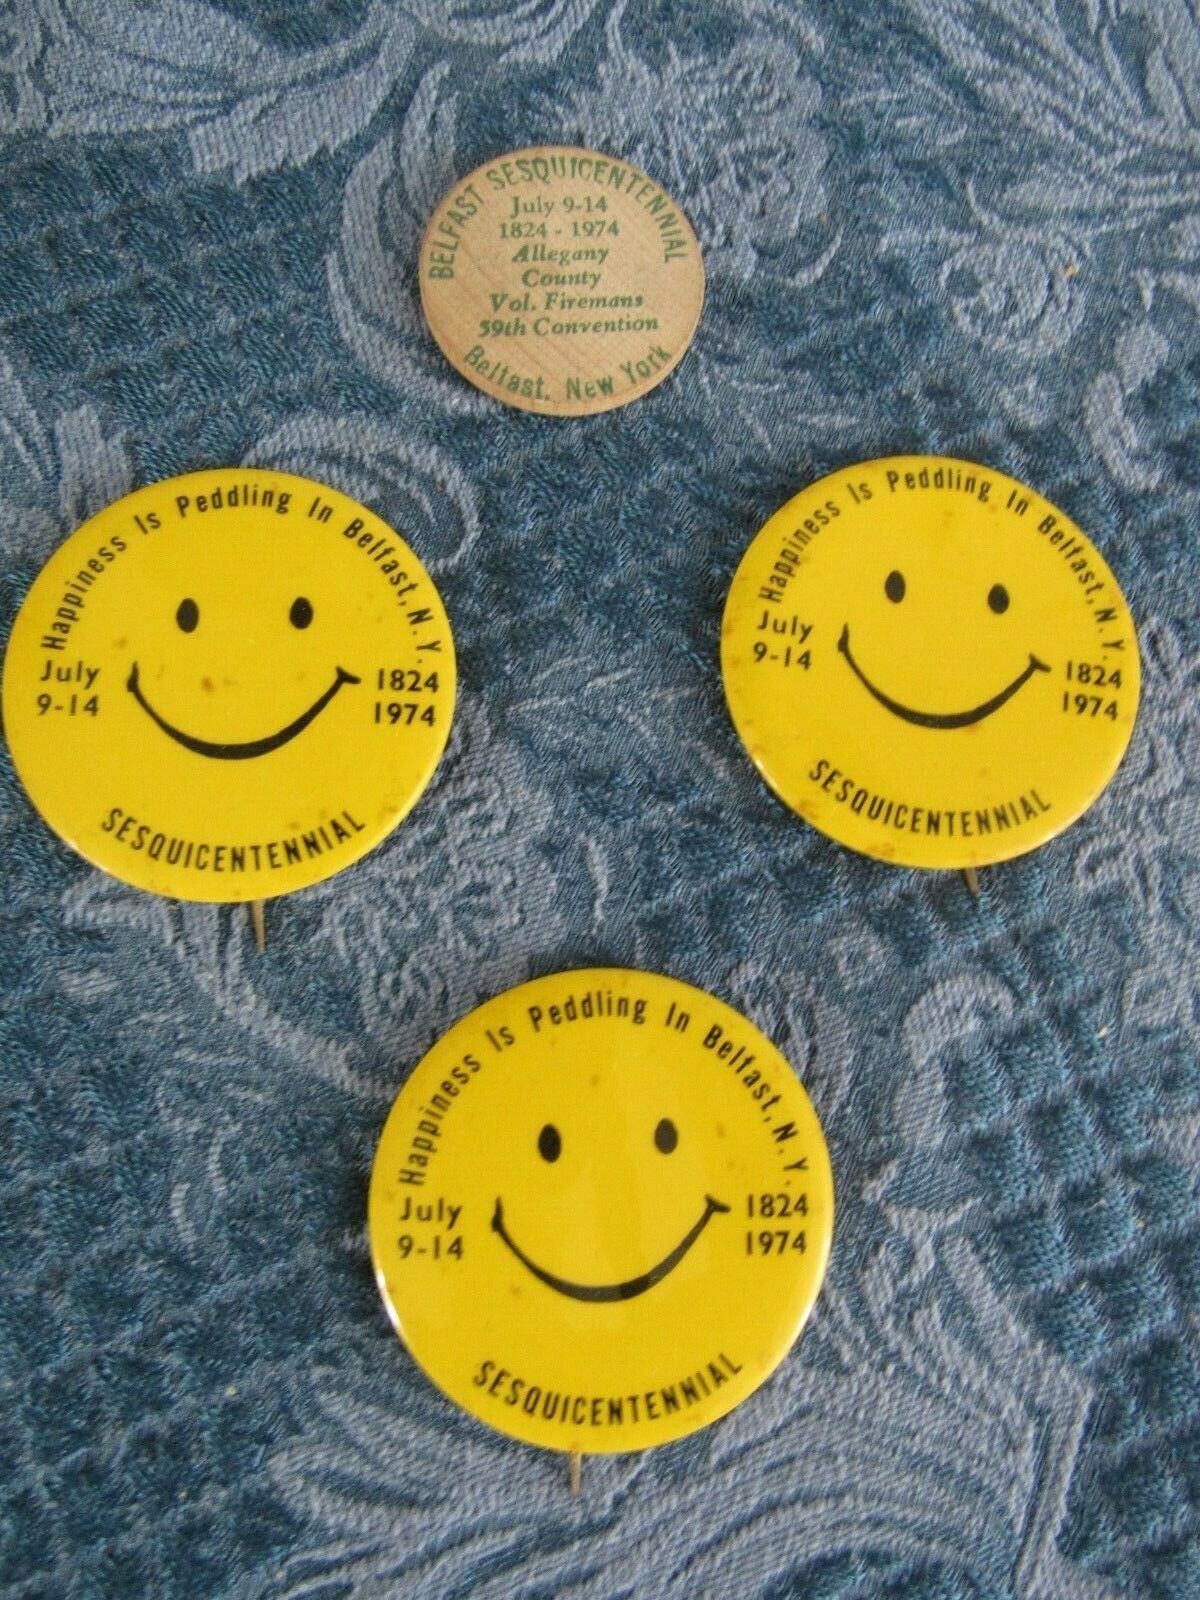 BELFAST SESQUICENTENNIAL
July 9-14
1824 - 1974
Allegany
County
Vol. Firemans
59th Convention
Belfast, New York
Happiness Is Peddling In Belfast, N.Y.
July
9-14
1824
1974
SESQUICENTENNIAL
Happiness Is Peddling In Belfast, N.Y.
July
9-14
1824
1974
SESQUICENTENNIAL
Happiness Is Peddling In Belfast, N.Y.
July
9-14
1824
1974
SESQUICENTENNIAL